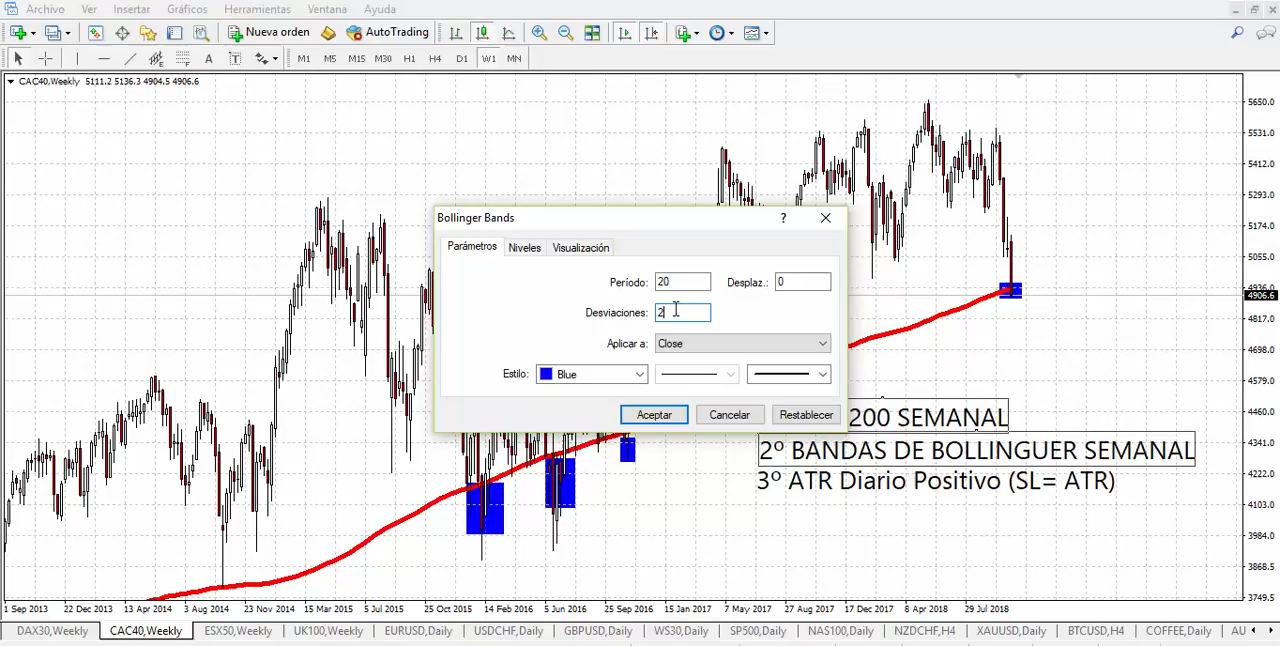 Archivo Ver Insertar Gráficos Herramientas Ventana Ayuda
Nueva orden AutoTrading
A T M1 M5 M15 M30 H1 H4 D1 W1 MN
CAC40,Weekly 5111.2 5136.3 4904.5 4906.6
5650.0
5531.0
5412.0
5293.0
5174.0
5055.0
4936.0
4906.6
4817.0
4698.0
4579.0
4460.0
4341.0
4222.0
4103.0
3984.0
3868.5
3749.5
Bollinger Bands ?
Parámetros Niveles Visualización
Período: 20 Desplaz.: 0
Desviaciones: 2
Aplicar a: Close
Estilo: Blue
Aceptar Cancelar Restablecer
200 SEMANAL
2º BANDAS DE BOLLINGUER SEMANAL
3º ATR Diario Positivo (SL= ATR)
1 Sep 2013 22 Dec 2013 13 Apr 2014 3 Aug 2014 23 Nov 2014 15 Mar 2015 5 Jul 2015 25 Oct 2015 14 Feb 2016 5 Jun 2016 25 Sep 2016 15 Jan 2017 7 May 2017 27 Aug 2017 17 Dec 2017 8 Apr 2018 29 Jul 2018
DAX30,Weekly CAC40,Weekly ESX50,Weekly UK100,Weekly EURUSD,Daily USDCHF,Daily GBPUSD,Daily WS30,Daily SP500,Daily NAS100,Daily NZDCHF,H4 XAUUSD,Daily BTCUSD,H4 COFFEE,Daily AU